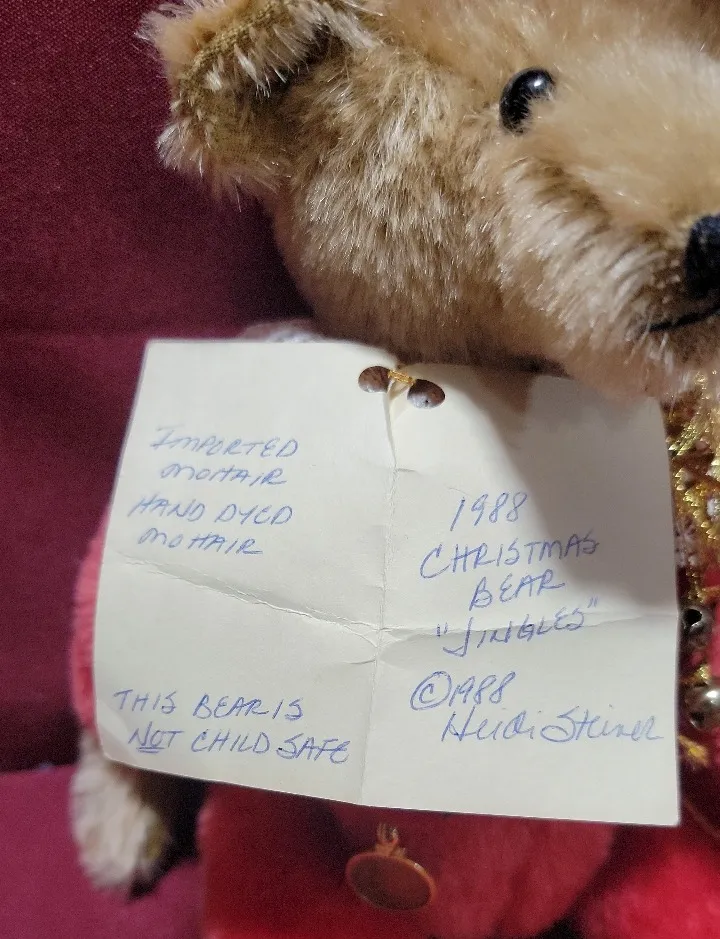 IMPORTED
MOHAIR
HAND DYED
MOHAIR
THIS BEAR IS
NOT CHILD SAFE
1988
CHRISTMAS
BEAR
"JINGLES"
©1988
Heidi Steiner